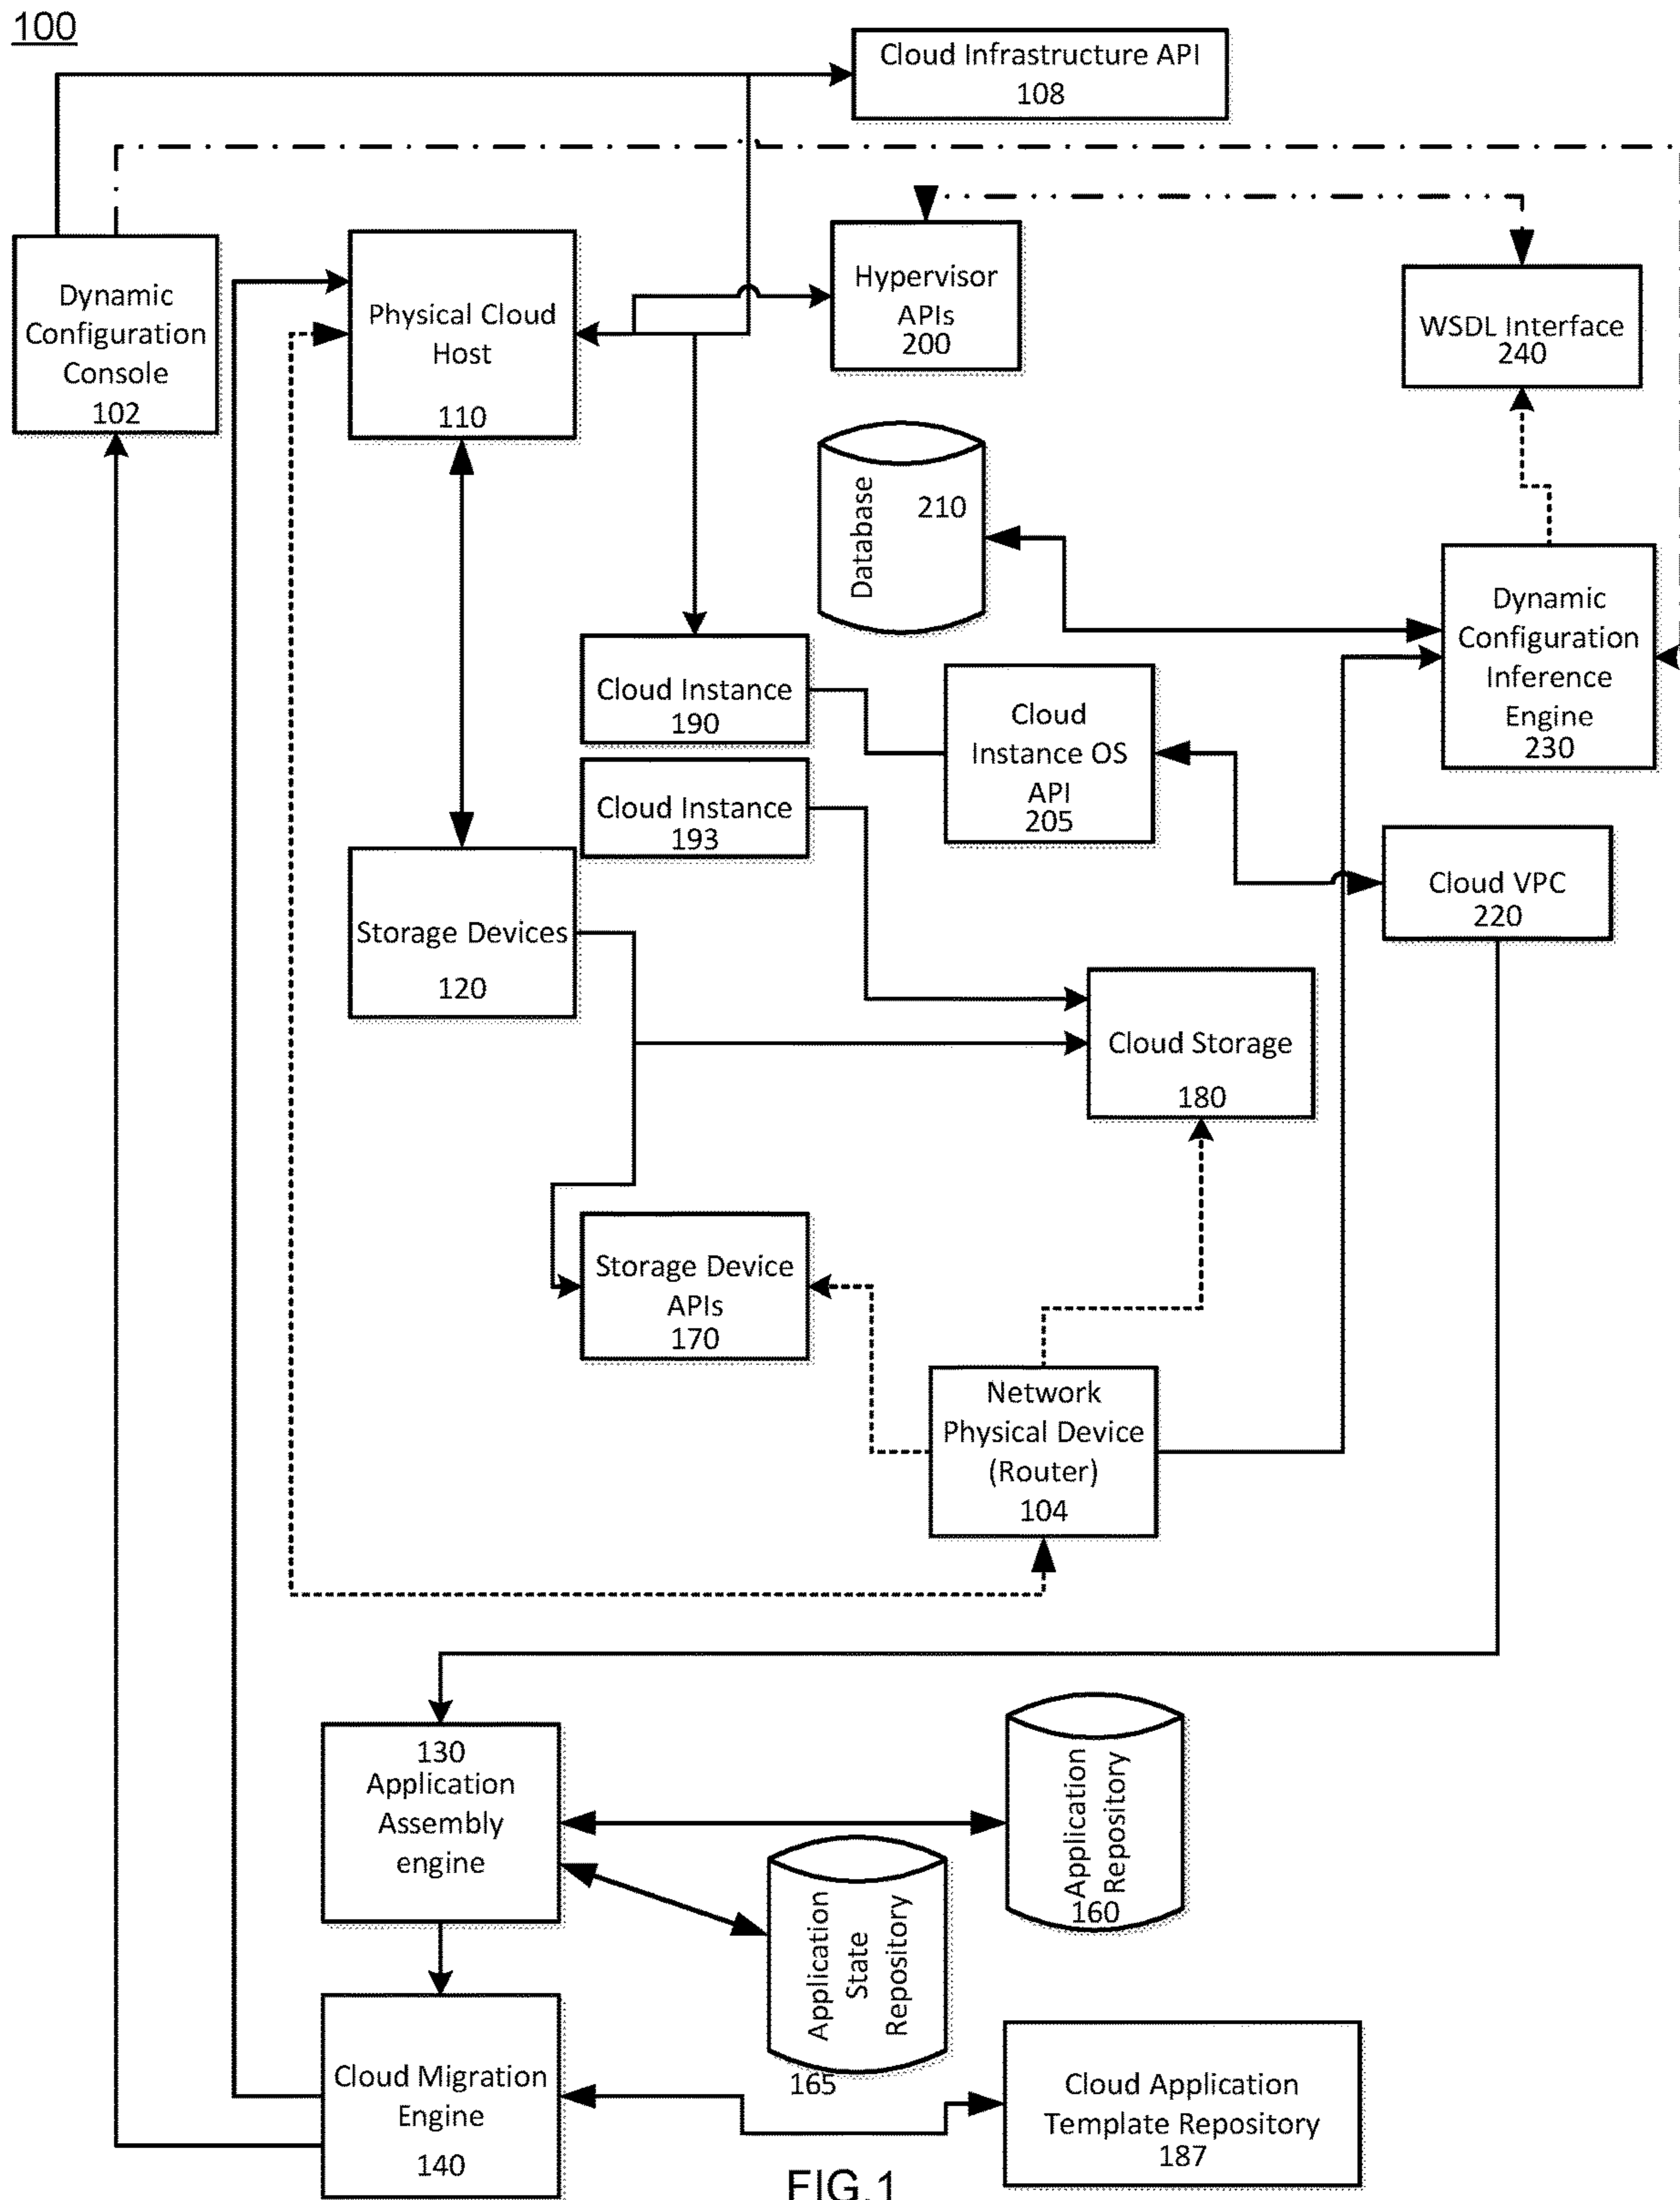 100
Cloud Infrastructure API
108
Dynamic
Configuration
Console
102
Physical Cloud
Host
110
Hypervisor
APIs
200
WSDL Interface
240
Database
210
Dynamic
Configuration
Inference
Engine
230
Cloud Instance
190
Cloud
Instance OS
API
205
Cloud Instance
193
Cloud VPC
220
Storage Devices
120
Cloud Storage
180
Storage Device
APIs
170
Network
Physical Device
(Router)
104
130
Application
Assembly
engine
Application
Repository
160
Application
State
Repository
165
Cloud Migration
Engine
140
Cloud Application
Template Repository
187
FIG.1